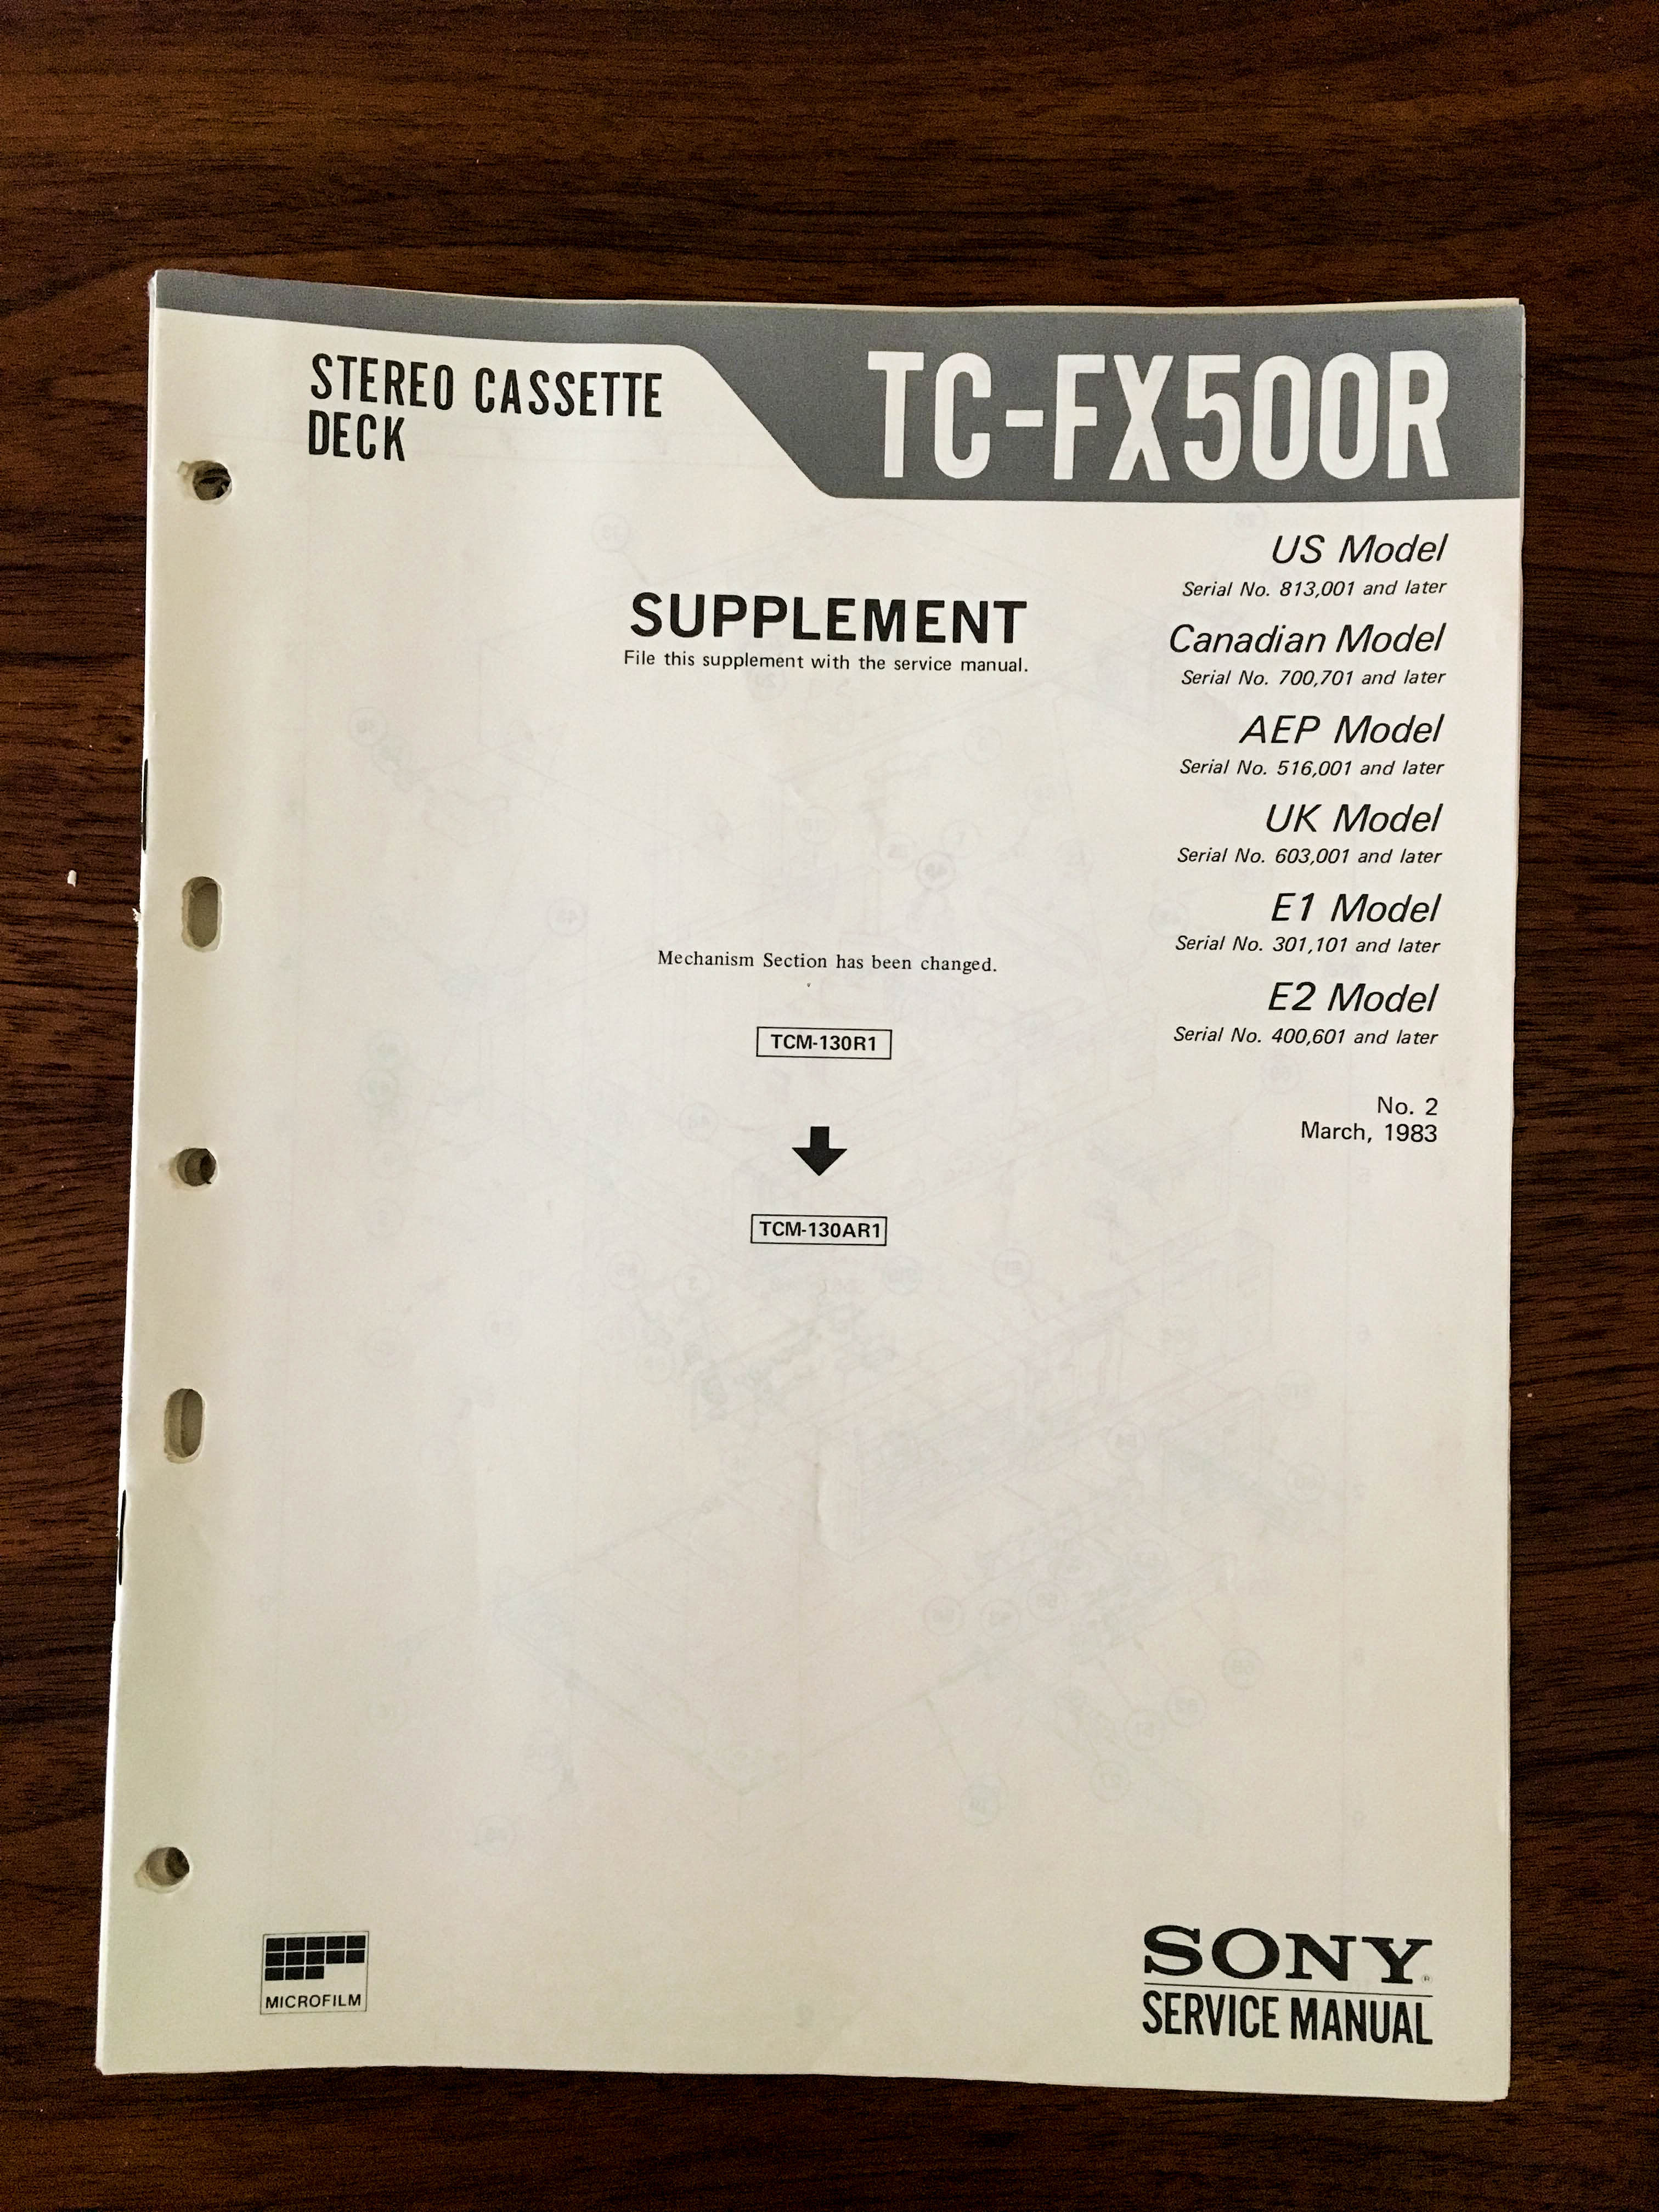 STEREO CASSETTE
DECK
TC-FX500R
US Model
Serial No. 813,001 and later
Canadian Model
Serial No. 700,701 and later
AEP Model
Serial No. 516,001 and later
UK Model
Serial No. 603,001 and later
E1 Model
Serial No. 301,101 and later
E2 Model
Serial No. 400,601 and later
No. 2
March, 1983
SUPPLEMENT
File this supplement with the service manual.
Mechanism Section has been changed.
TCM-130R1
TCM-130AR1
MICROFILM
SONY®
SERVICE MANUAL